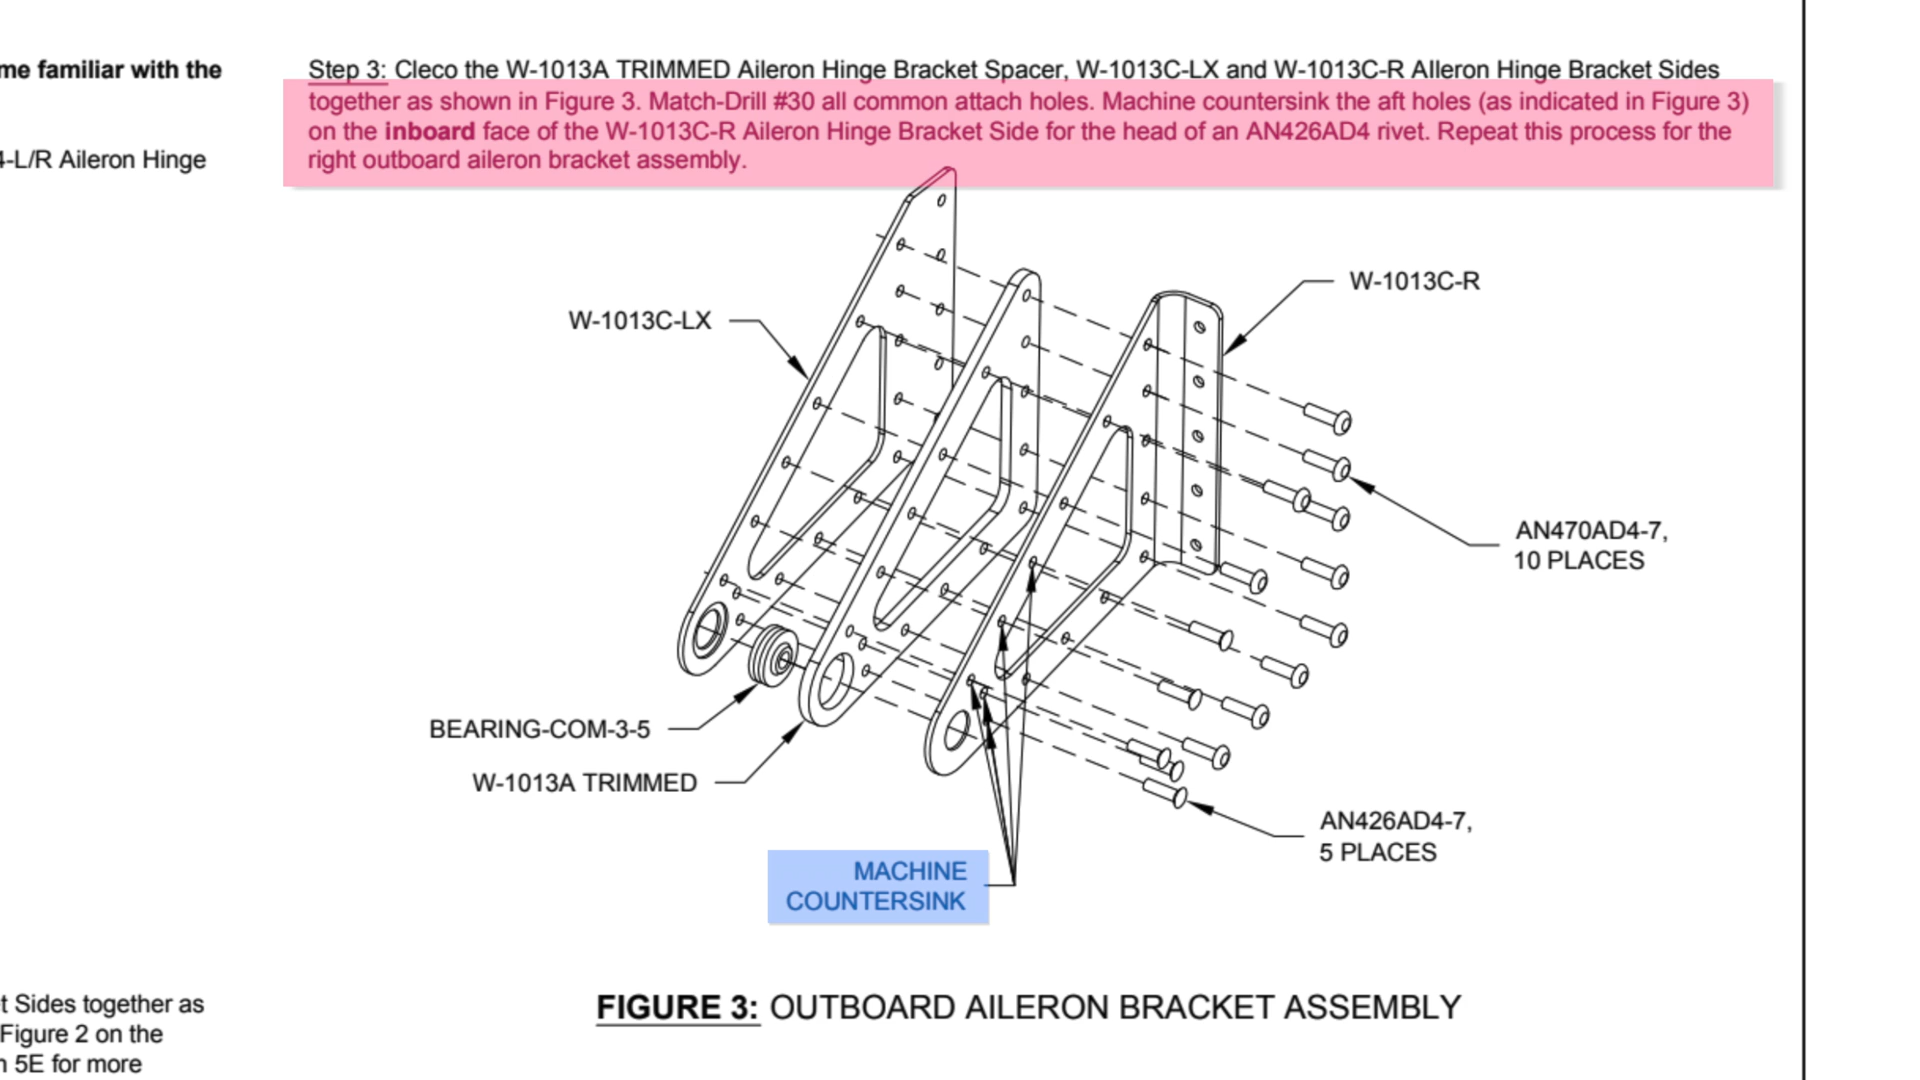 me familiar with the
4-L/R Aileron Hinge
Step 3: Cleco the W-1013A TRIMMED Aileron Hinge Bracket Spacer, W-1013C-LX and W-1013C-R AIleron Hinge Bracket Sides
together as shown in Figure 3. Match-Drill #30 all common attach holes. Machine countersink the aft holes (as indicated in Figure 3)
on the inboard face of the W-1013C-R Aileron Hinge Bracket Side for the head of an AN426AD4 rivet. Repeat this process for the
right outboard aileron bracket assembly.
W-1013C-R
W-1013C-LX
AN470AD4-7,
10 PLACES
BEARING-COM-3-5
W-1013A TRIMMED
AN426AD4-7,
5 PLACES
MACHINE
COUNTERSINK
FIGURE 3: OUTBOARD AILERON BRACKET ASSEMBLY
t Sides together as
Figure 2 on the
n 5E for more